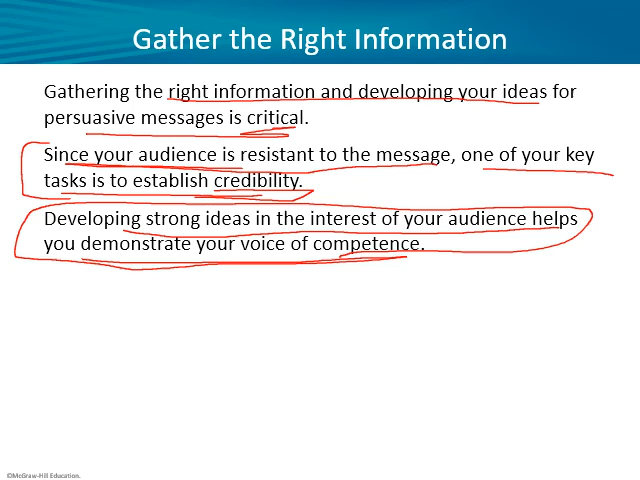 Gather the Right Information
Gathering the right information and developing your ideas for
persuasive messages is critical.
Since your audience is resistant to the message, one of your key
tasks is to establish credibility.
Developing strong ideas in the interest of your audience helps
you demonstrate your voice of competence.
©McGraw-Hill Education.